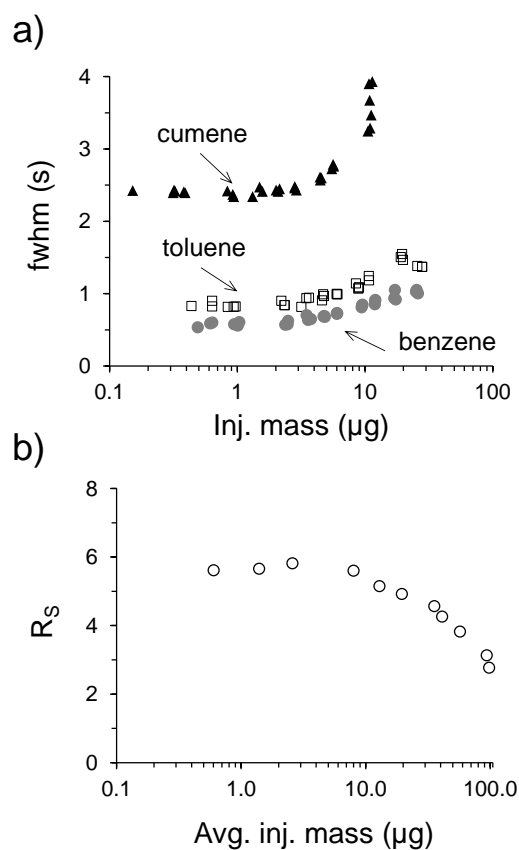 a)
4
3
2
1
0
fwhm (s)
cumene
toluene
benzene
0.1
1
10
100
Inj. mass (µg)
b)
8
6
4
2
0
R_S
0.1
1.0
10.0
100.0
Avg. inj. mass (µg)